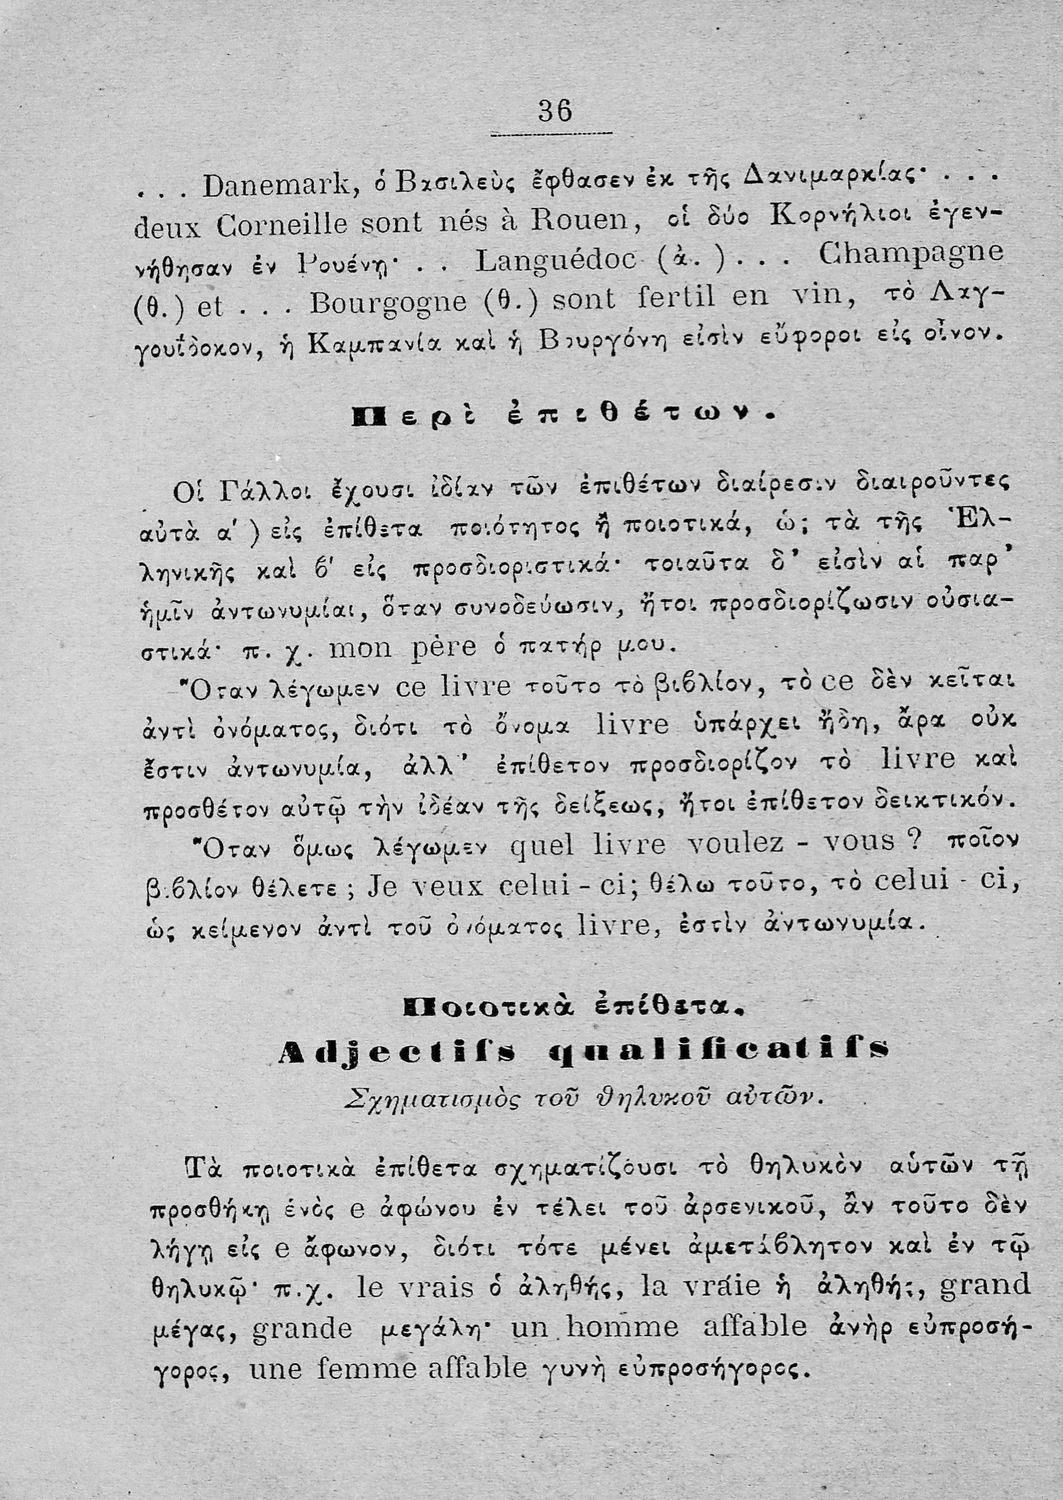 36
. . . Danemark, ὁ Βασιλεὺς ἔφθασεν ἐκ τῆς Δανιμαρκίας· . . .
deux Corneille sont nés à Rouen, οἱ δύο Κορνήλιοι ἐγεν-
νήθησαν ἐν Ρουένῃ· . . Languédoc (ἀ. ) . . . Champagne
(θ.) et . . . Bourgogne (θ.) sont fertil en vin, τὸ Λαγ-
γουΐδοκον, ἡ Καμπανία καὶ ἡ Βουργόνη εἰσὶν εὔφοροι εἰς οἶνον.
Περὶ ἐπιθέτων.
Οἱ Γάλλοι ἔχουσι ἰδίαν τῶν ἐπιθέτων διαίρεσιν διαιροῦντες
αὐτὰ α΄) εἰς ἐπίθετα ποιότητος ἢ ποιοτικά, ὡς τὰ τῆς Ἑλ-
ληνικῆς καὶ β΄ εἰς προσδιοριστικά· τοιαῦτα δ᾽ εἰσὶν αἱ παρ᾽
ἡμῖν ἀντωνυμίαι, ὅταν συνοδεύωσιν, ἤτοι προσδιορίζωσιν οὐσια-
στικά· π. χ. mon père ὁ πατήρ μου.
Ὅταν λέγωμεν ce livre τοῦτο τὸ βιβλίον, τὸ ce δὲν κεῖται
ἀντὶ ὀνόματος, διότι τὸ ὄνομα livre ὑπάρχει ἤδη, ἄρα οὐκ
ἔστιν ἀντωνυμία, ἀλλ᾽ ἐπίθετον προσδιορίζον τὸ livre καὶ
προσθέτον αὐτῷ τὴν ἰδέαν τῆς δείξεως, ἤτοι ἐπίθετον δεικτικόν.
Ὅταν ὅμως λέγωμεν quel livre voulez - vous ? ποῖον
βιβλίον θέλετε ; Je veux celui - ci; θέλω τοῦτο, τὸ celui - ci,
ὡς κείμενον ἀντὶ τοῦ ὀνόματος livre, ἐστὶν ἀντωνυμία.
Ποιοτικὰ ἐπίθετα.
Adjectifs qualificatifs
Σχηματισμὸς τοῦ θηλυκοῦ αὐτῶν.
Τὰ ποιοτικὰ ἐπίθετα σχηματίζουσι τὸ θηλυκὸν αὑτῶν τῇ
προσθήκῃ ἑνὸς e ἀφώνου ἐν τέλει τοῦ ἀρσενικοῦ, ἂν τοῦτο δὲν
λήγῃ εἰς e ἄφωνον, διότι τότε μένει ἀμετάβλητον καὶ ἐν τῷ
θηλυκῷ· π.χ. le vrais ὁ ἀληθής, la vraie ἡ ἀληθής, grand
μέγας, grande μεγάλη· un homme affable ἀνὴρ εὐπροσή-
γορος, une femme affable γυνὴ εὐπροσήγορος.